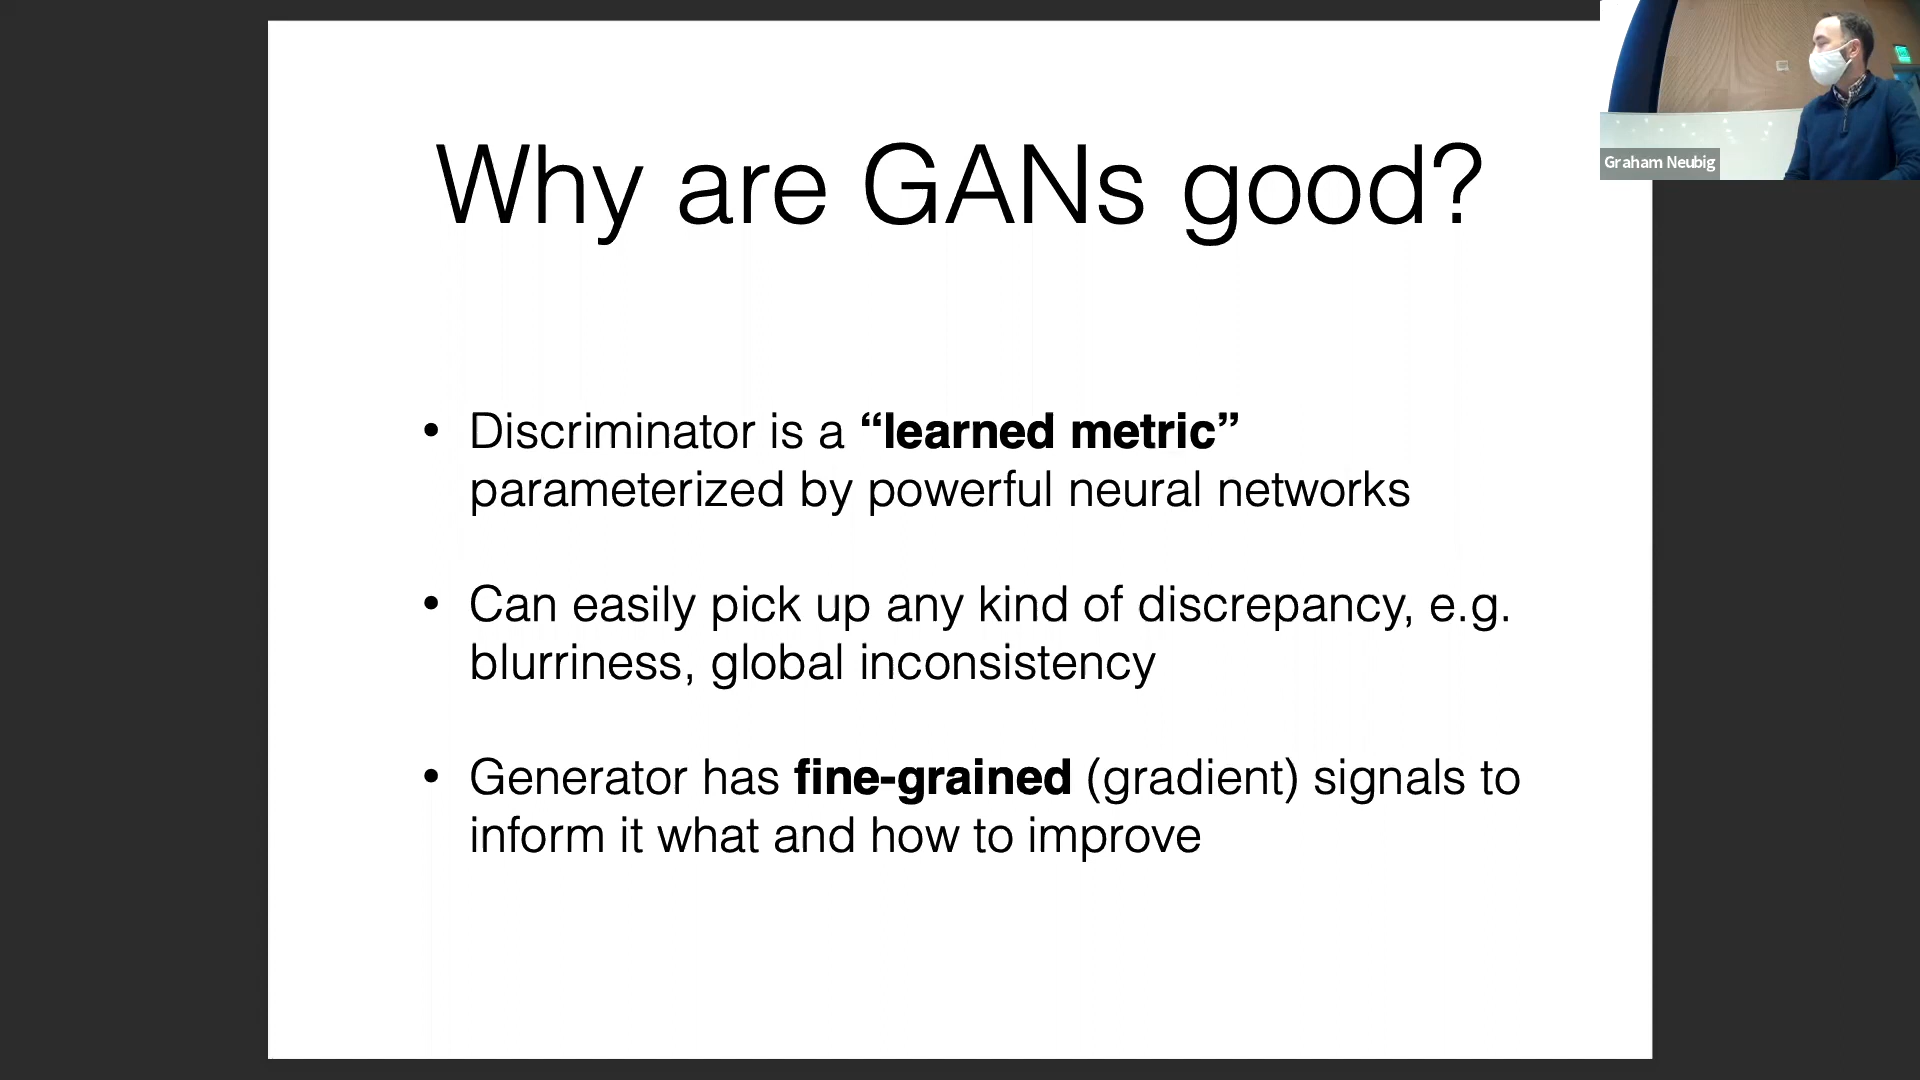 Why are GANs good?
Graham Neubig
• Discriminator is a “learned metric”
parameterized by powerful neural networks
• Can easily pick up any kind of discrepancy, e.g.
blurriness, global inconsistency
• Generator has fine-grained (gradient) signals to
inform it what and how to improve